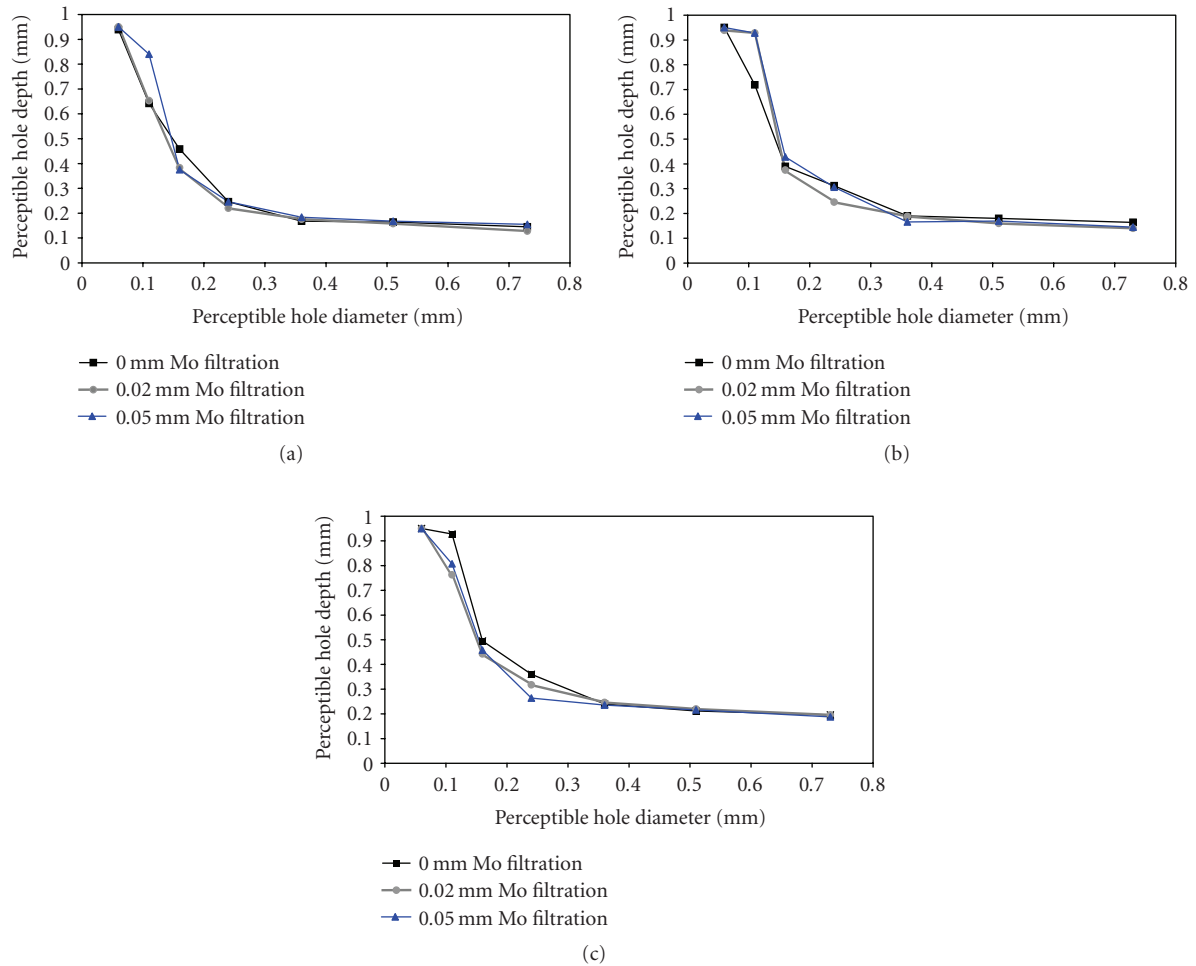 Perceptible hole depth (mm)
1
0.9
0.8
0.7
0.6
0.5
0.4
0.3
0.2
0.1
0
0 0.1 0.2 0.3 0.4 0.5 0.6 0.7 0.8
Perceptible hole diameter (mm)
0 mm Mo filtration
0.02 mm Mo filtration
0.05 mm Mo filtration
(a)
Perceptible hole depth (mm)
1
0.9
0.8
0.7
0.6
0.5
0.4
0.3
0.2
0.1
0
0 0.1 0.2 0.3 0.4 0.5 0.6 0.7 0.8
Perceptible hole diameter (mm)
0 mm Mo filtration
0.02 mm Mo filtration
0.05 mm Mo filtration
(b)
Perceptible hole depth (mm)
1
0.9
0.8
0.7
0.6
0.5
0.4
0.3
0.2
0.1
0
0 0.1 0.2 0.3 0.4 0.5 0.6 0.7 0.8
Perceptible hole diameter (mm)
0 mm Mo filtration
0.02 mm Mo filtration
0.05 mm Mo filtration
(c)